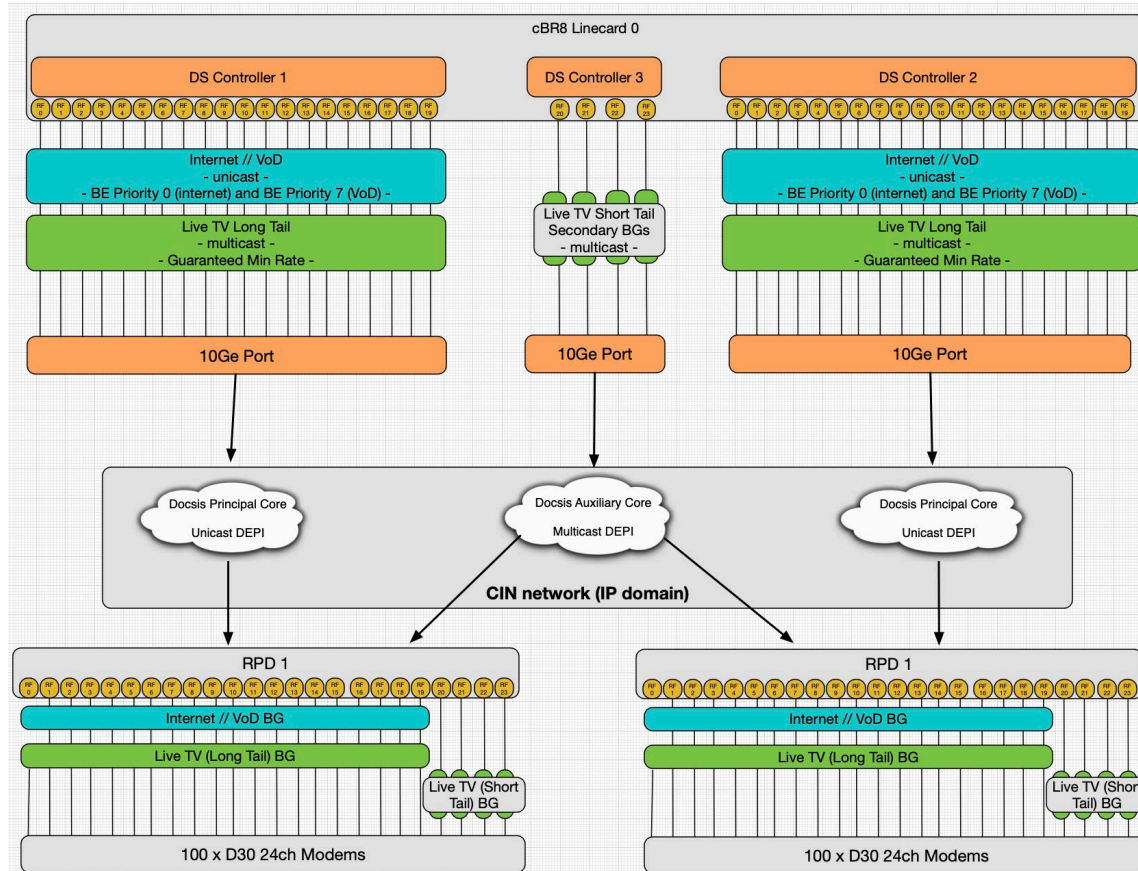 cBR8 Linecard 0
DS Controller 1
DS Controller 3
DS Controller 2
RF 0 RF 1 RF 2 RF 3 RF 4 RF 5 RF 6 RF 7 RF 8 RF 9 RF 10 RF 11 RF 12 RF 13 RF 14 RF 15 RF 16 RF 17 RF 18 RF 19
RF 20 RF 21 RF 22 RF 23
RF 0 RF 1 RF 2 RF 3 RF 4 RF 5 RF 6 RF 7 RF 8 RF 9 RF 10 RF 11 RF 12 RF 13 RF 14 RF 15 RF 16 RF 17 RF 18 RF 19
Internet // VoD
- unicast -
- BE Priority 0 (internet) and BE Priority 7 (VoD) -
Live TV Long Tail
- multicast -
- Guaranteed Min Rate -
Live TV Short Tail
Secondary BGs
- multicast -
Internet // VoD
- unicast -
- BE Priority 0 (internet) and BE Priority 7 (VoD) -
Live TV Long Tail
- multicast -
- Guaranteed Min Rate -
10Ge Port
10Ge Port
10Ge Port
Docsis Principal Core
Unicast DEPI
Docsis Auxiliary Core
Multicast DEPI
Docsis Principal Core
Unicast DEPI
CIN network (IP domain)
RPD 1
RF 0 RF 1 RF 2 RF 3 RF 4 RF 5 RF 6 RF 7 RF 8 RF 9 RF 10 RF 11 RF 12 RF 13 RF 14 RF 15 RF 16 RF 17 RF 18 RF 19 RF 20 RF 21 RF 22 RF 23
Internet // VoD BG
Live TV (Long Tail) BG
Live TV (Short
Tail) BG
100 x D30 24ch Modems
RPD 1
RF 0 RF 1 RF 2 RF 3 RF 4 RF 5 RF 6 RF 7 RF 8 RF 9 RF 10 RF 11 RF 12 RF 13 RF 14 RF 15 RF 16 RF 17 RF 18 RF 19 RF 20 RF 21 RF 22 RF 23
Internet // VoD BG
Live TV (Long Tail) BG
Live TV (Short
Tail) BG
100 x D30 24ch Modems